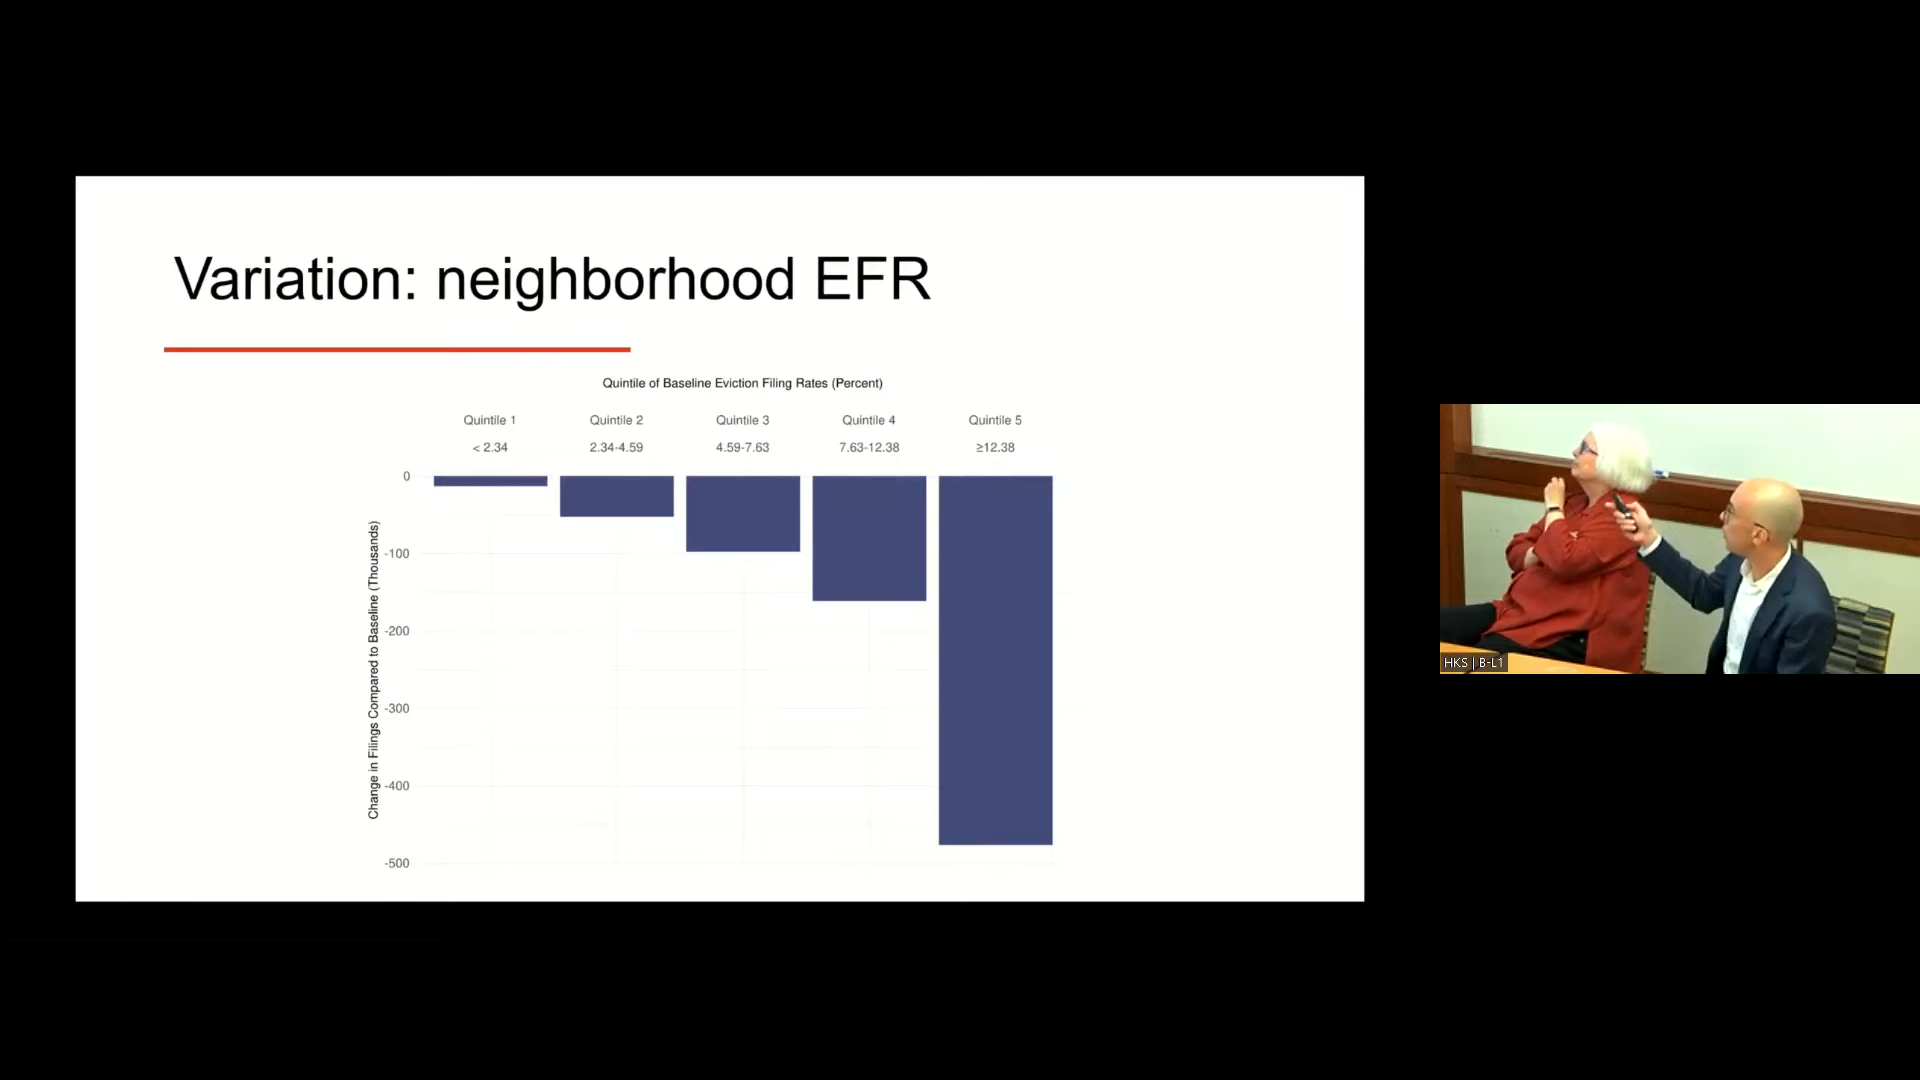 Variation: neighborhood EFR
Quintile of Baseline Eviction Filing Rates (Percent)
Quintile 1 Quintile 2 Quintile 3 Quintile 4 Quintile 5
< 2.34 2.34-4.59 4.59-7.63 7.63-12.38 ≥12.38
Change in Filings Compared to Baseline (Thousands)
0
-100
-200
-300
-400
-500
HKS | B-L1